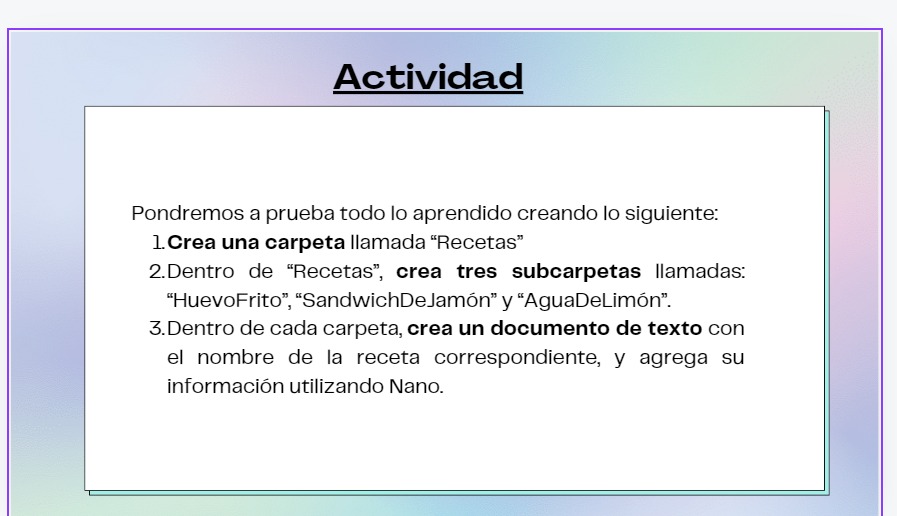 Actividad
Pondremos a prueba todo lo aprendido creando lo siguiente:
1.Crea una carpeta llamada “Recetas”
2.Dentro de “Recetas”, crea tres subcarpetas llamadas:
“HuevoFrito”, “SandwichDeJamón” y “AguaDeLimón”.
3.Dentro de cada carpeta, crea un documento de texto con
el nombre de la receta correspondiente, y agrega su
información utilizando Nano.